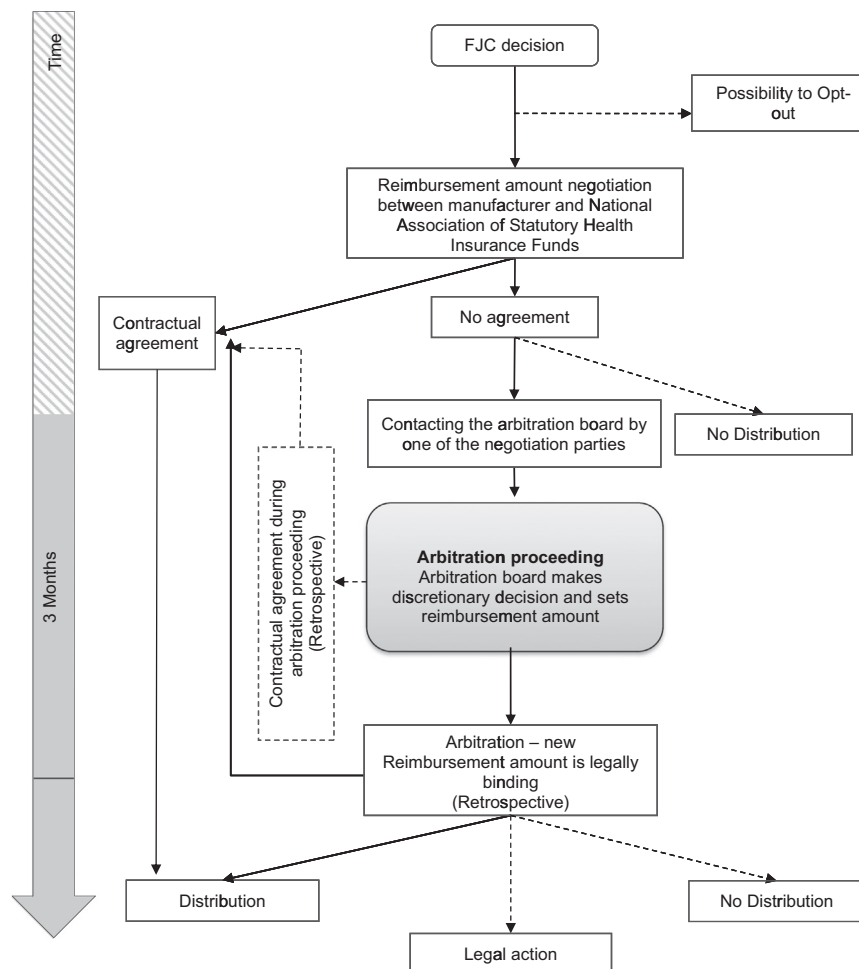 Time
FJC decision
Possibility to Opt-
out
Reimbursement amount negotiation
between manufacturer and National
Association of Statutory Health
Insurance Funds
Contractual
agreement
No agreement
Contacting the arbitration board by
one of the negotiation parties
No Distribution
3 Months
Contractual agreement during
arbitration proceeding
(Retrospective)
Arbitration proceeding
Arbitration board makes
discretionary decision and sets
reimbursement amount
Arbitration – new
Reimbursement amount is legally
binding
(Retrospective)
Distribution
No Distribution
Legal action